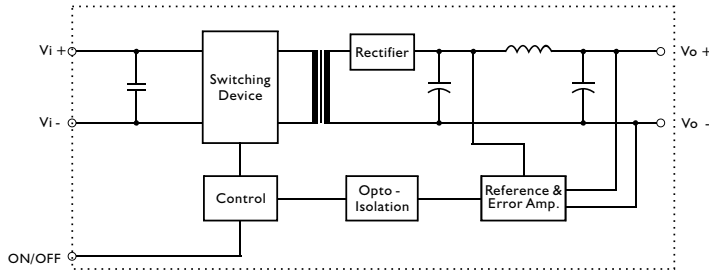 Vi +
Vi -
ON/OFF
Switching
Device
Rectifier
Control
Opto -
Isolation
Reference &
Error Amp.
Vo +
Vo -